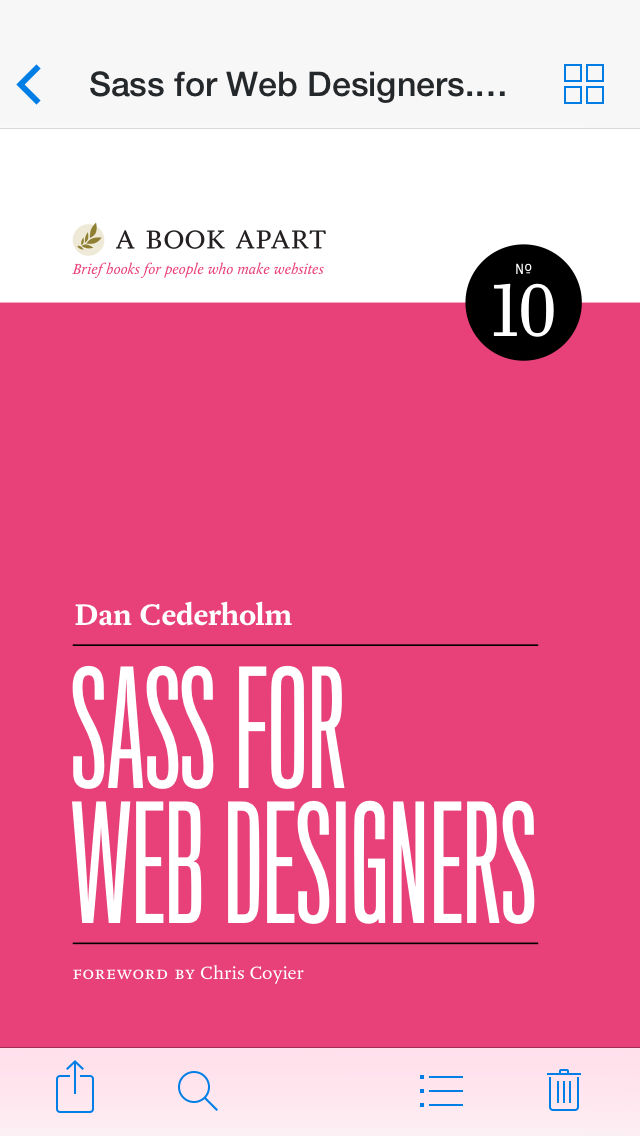 Sass for Web Designers....
A BOOK APART
Brief books for people who make websites
Nº
10
Dan Cederholm
SASS FOR
WEB DESIGNERS
FOREWORD BY Chris Coyier